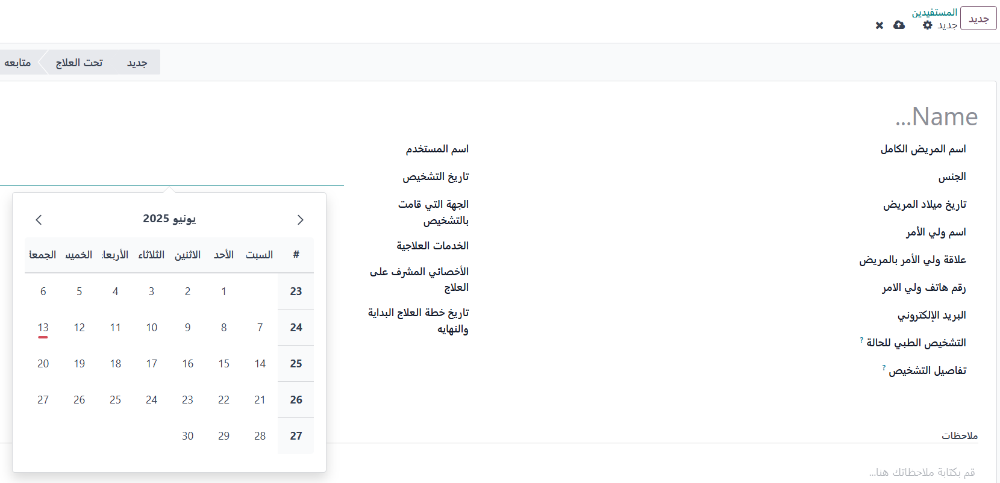 جديد
المستفيدين
جديد
جديد
تحت العلاج
متابعه
Name...
اسم المريض الكامل
الجنس
تاريخ ميلاد المريض
اسم ولي الأمر
علاقة ولي الأمر بالمريض
رقم هاتف ولي الامر
البريد الإلكتروني
التشخيص الطبي للحالة ?
تفاصيل التشخيص ?
اسم المستخدم
تاريخ التشخيص
الجهة التي قامت
بالتشخيص
الخدمات العلاجية
الأخصائي المشرف على
العلاج
تاريخ خطة العلاج البداية
والنهايه
يونيو 2025
# السبت الأحد الاثنين الثلاثاء الأربعاء الخميس الجمعة
23 1 2 3 4 5 6
24 7 8 9 10 11 12 13
25 14 15 16 17 18 19 20
26 21 22 23 24 25 26 27
27 28 29 30
ملاحظات
قم بكتابة ملاحظاتك هنا...